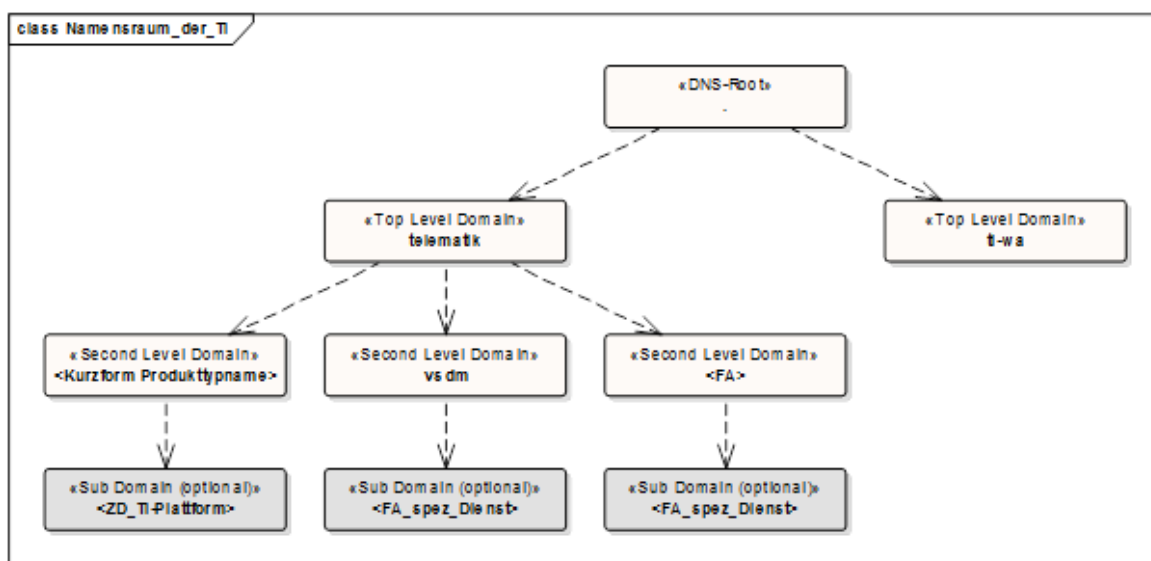 class Namensraum_der_TI
«DNS-Root»
.
«Top Level Domain»
telematik
«Top Level Domain»
ti-wa
«Second Level Domain»
<Kurzform Produkttypname>
«Second Level Domain»
vsdm
«Second Level Domain»
<FA>
«Sub Domain (optional)»
<ZD_TI-Plattform>
«Sub Domain (optional)»
<FA_spez_Dienst>
«Sub Domain (optional)»
<FA_spez_Dienst>